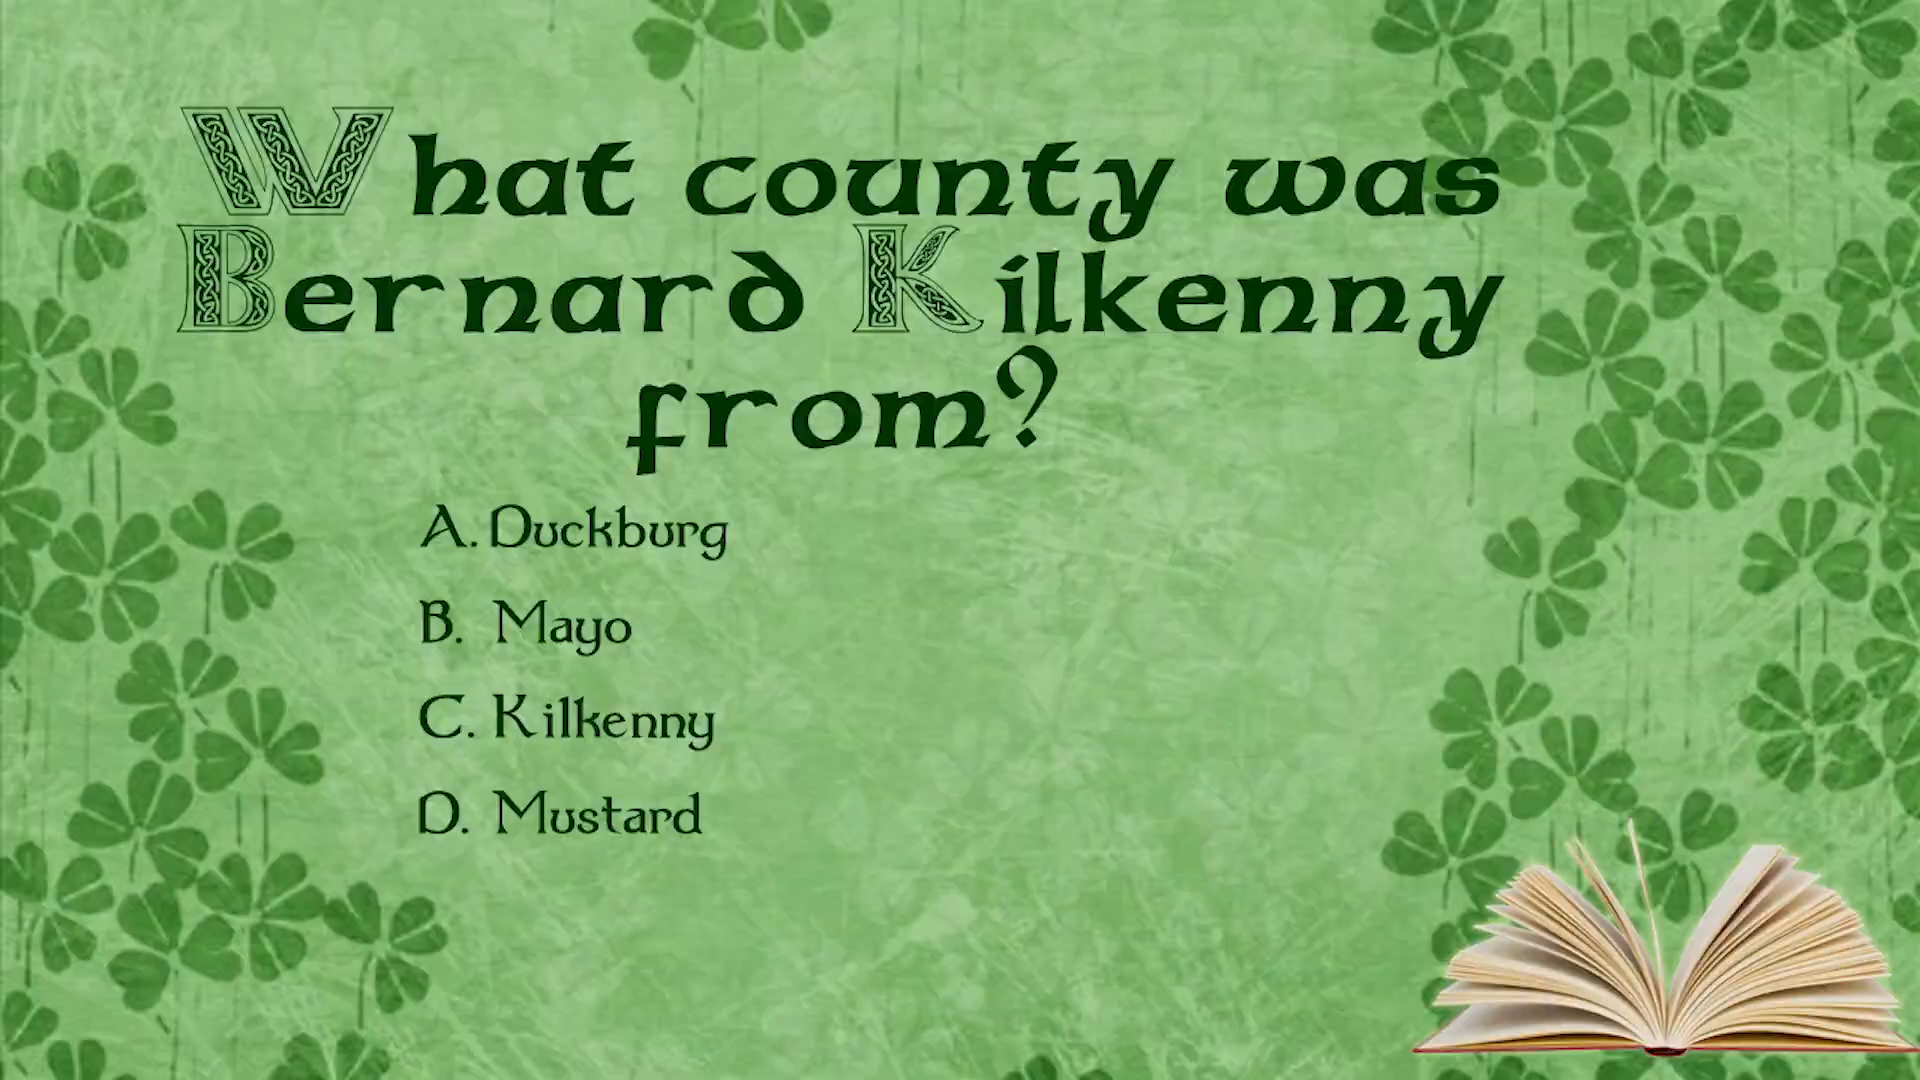 What county was
Bernard Kilkenny
from?
A. Duckburg
B. Mayo
C. Kilkenny
D. Mustard